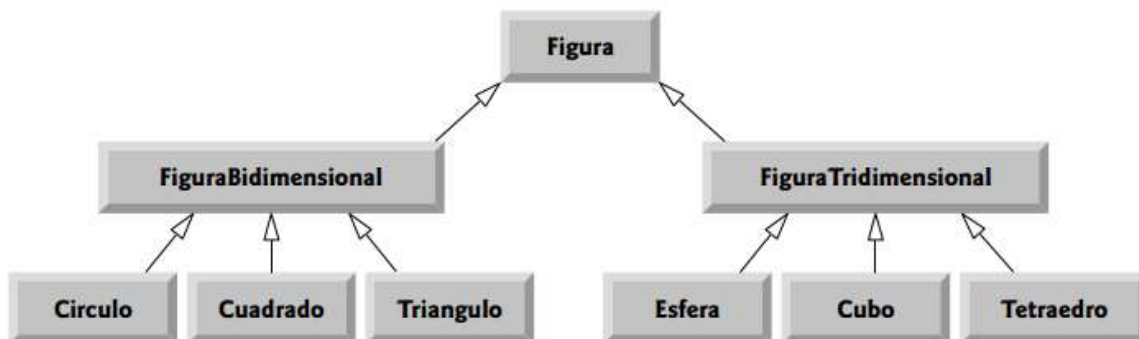 Figura
FiguraBidimensional
FiguraTridimensional
Circulo
Cuadrado
Triangulo
Esfera
Cubo
Tetraedro